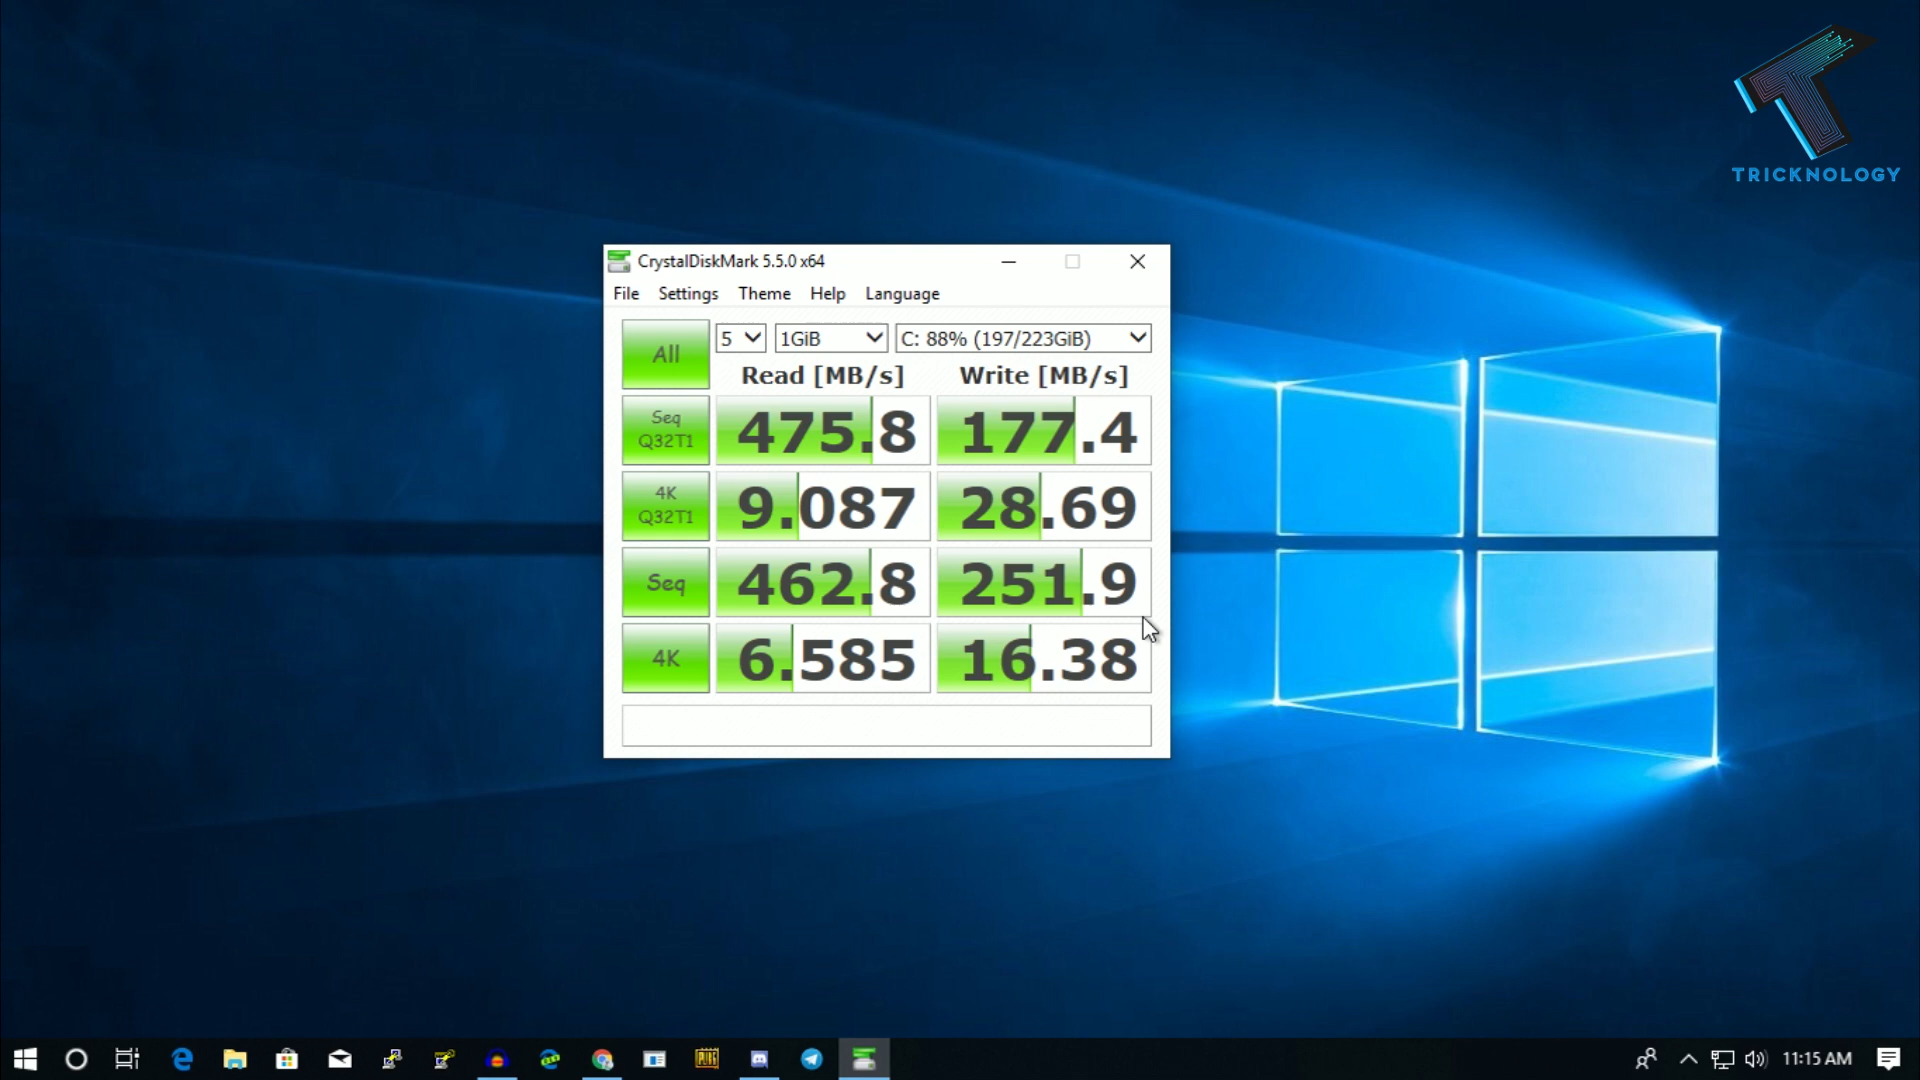 TRICKNOLOGY
CrystalDiskMark 5.5.0 x64
File Settings Theme Help Language
All 5 1GiB C: 88% (197/223GiB)
Read [MB/s] Write [MB/s]
Seq Q32T1 475.8 177.4
4K Q32T1 9.087 28.69
Seq 462.8 251.9
4K 6.585 16.38
PUBG
11:15 AM